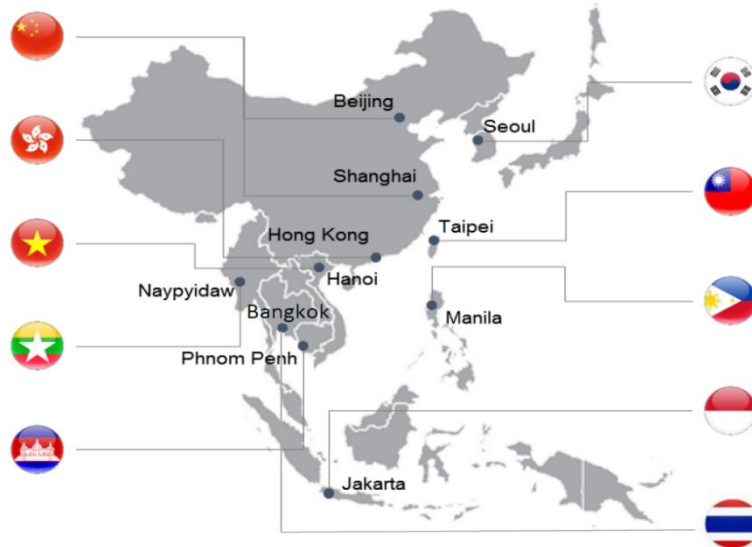 Beijing
Seoul
Shanghai
Taipei
Hong Kong
Hanoi
Naypyidaw
Bangkok
Manila
Phnom Penh
Jakarta